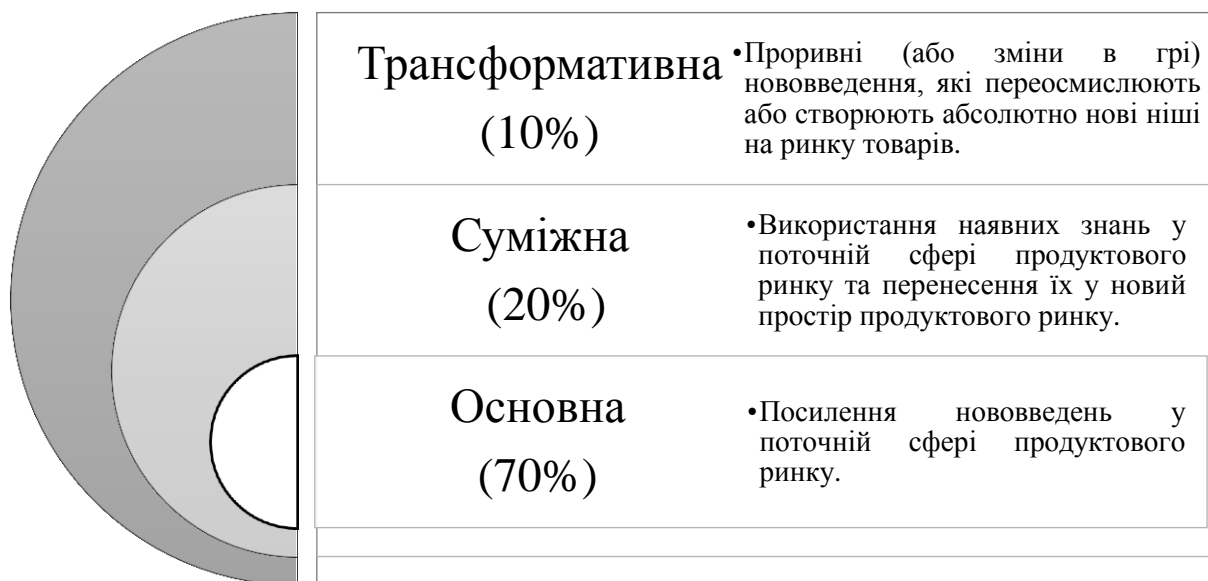 Трансформативна
(10%)
•Проривні (або зміни в грі)
нововведення, які переосмислюють
або створюють абсолютно нові ніші
на ринку товарів.
Суміжна
(20%)
•Використання наявних знань у
поточній сфері продуктового
ринку та перенесення їх у новий
простір продуктового ринку.
Основна
(70%)
•Посилення нововведень у
поточній сфері продуктового
ринку.